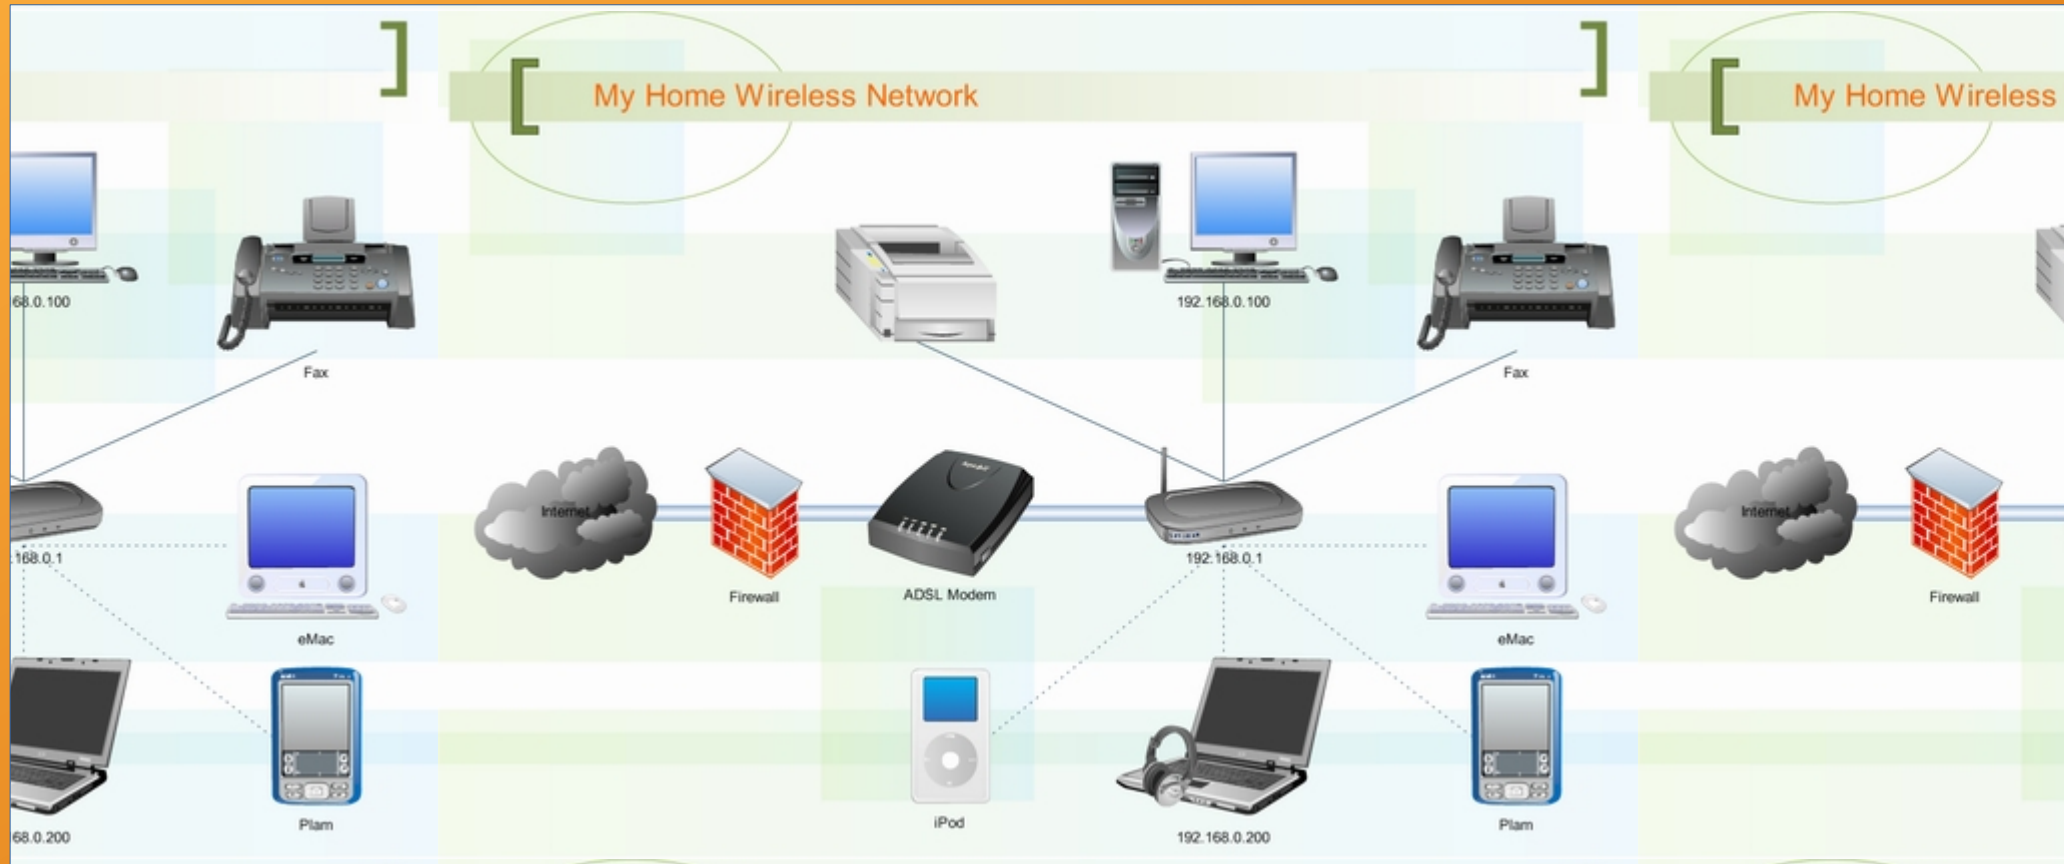 My Home Wireless Network
My Home Wireless
68.0.100
192.168.0.100
Fax
Fax
Internet
Internet
.168.0.1
192.168.0.1
Firewall
ADSL Modem
Firewall
eMac
eMac
Plam
iPod
Plam
68.0.200
192.168.0.200